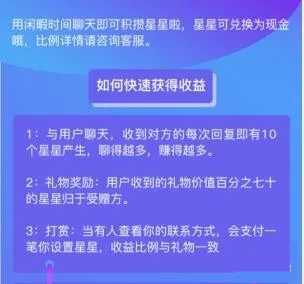 用闲暇时间聊天即可积攒星星啦，星星可兑换为现金
哦，比例详情请咨询客服。
如何快速获得收益
1：与用户聊天，收到对方的每次回复即有10
个星星产生，聊得越多，赚得越多。
2：礼物奖励：用户收到的礼物价值百分之七十
的星星归于受赠方。
3：打赏：当有人查看你的联系方式，会支付一
笔你设置星星，收益比例与礼物一致